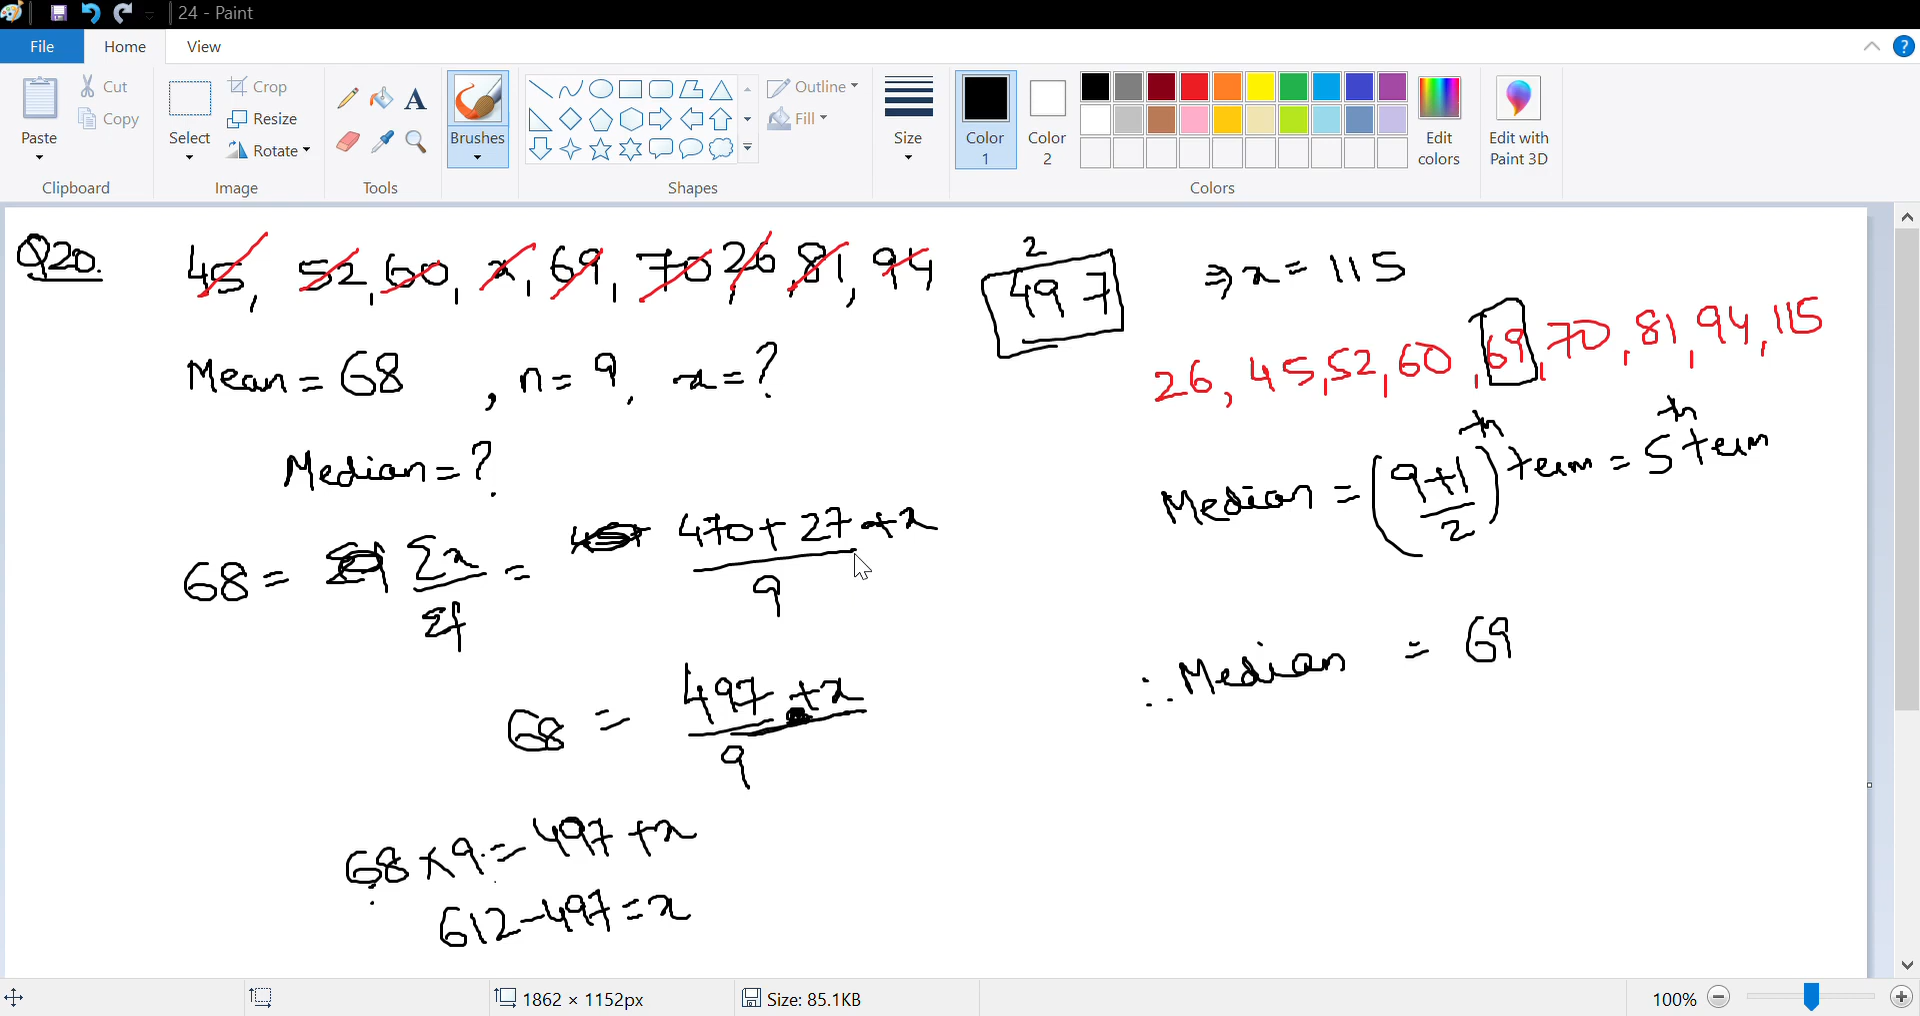 24 - Paint
File Home View
Paste Cut Copy Clipboard
Select Crop Resize Rotate Image
Tools
Brushes
Shapes
Outline Fill
Size
Color 1
Color 2
Colors
Edit colors
Edit with Paint 3D
Q20. 45, 52, 60, x, 69, 70, 26, 81, 94
2
497
Mean = 68 , n = 9, x = ?
Median = ?
68 = Σx/Σf = 470 + 27 + x / 9
68 = 497 + x / 9
68 × 9 = 497 + x
612 - 497 = x
⇒ x = 115
26, 45, 52, 60, 69, 70, 81, 94, 115
Median = (9+1/2)th term = 5th term
∴ Median = 69
1862 × 1152px Size: 85.1KB 100%